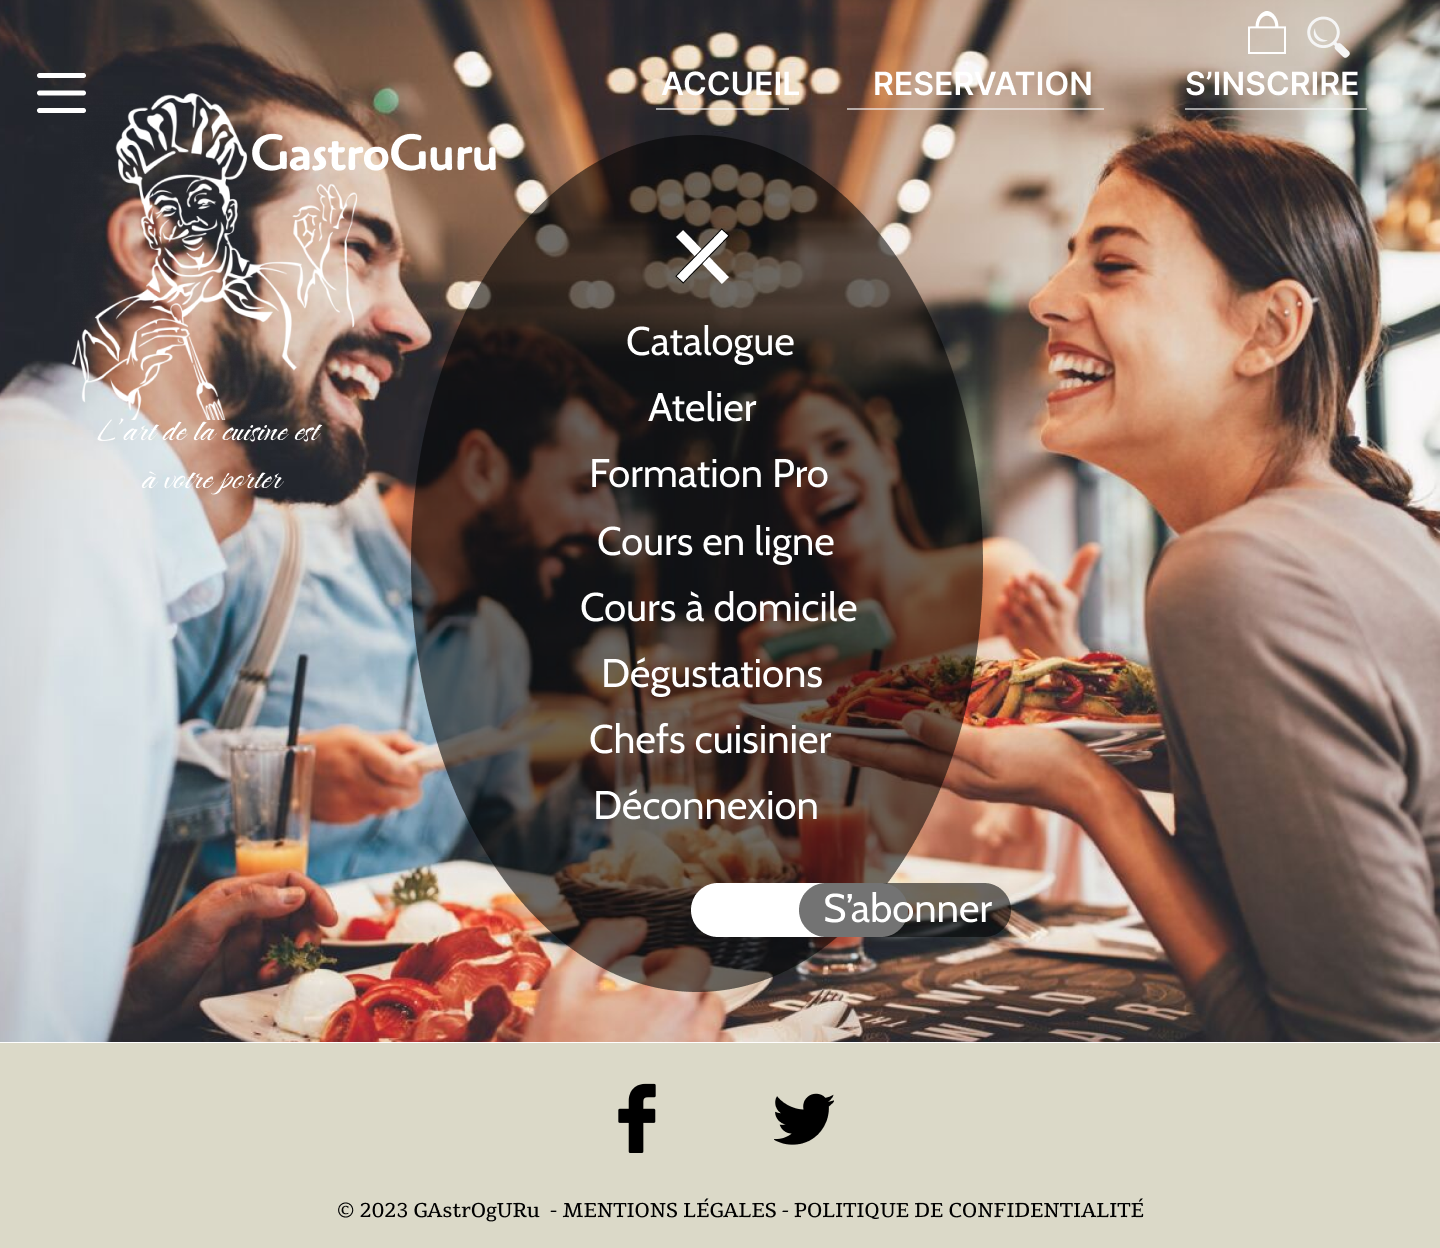 ACCUEIL RESERVATION S'INSCRIRE
GastroGuru
L'art de la cuisine est
à votre porter
Catalogue
Atelier
Formation Pro
Cours en ligne
Cours à domicile
Dégustations
Chefs cuisinier
Déconnexion
S'abonner
WILD
© 2023 GAstrOgURu - MENTIONS LÉGALES - POLITIQUE DE CONFIDENTIALITÉ